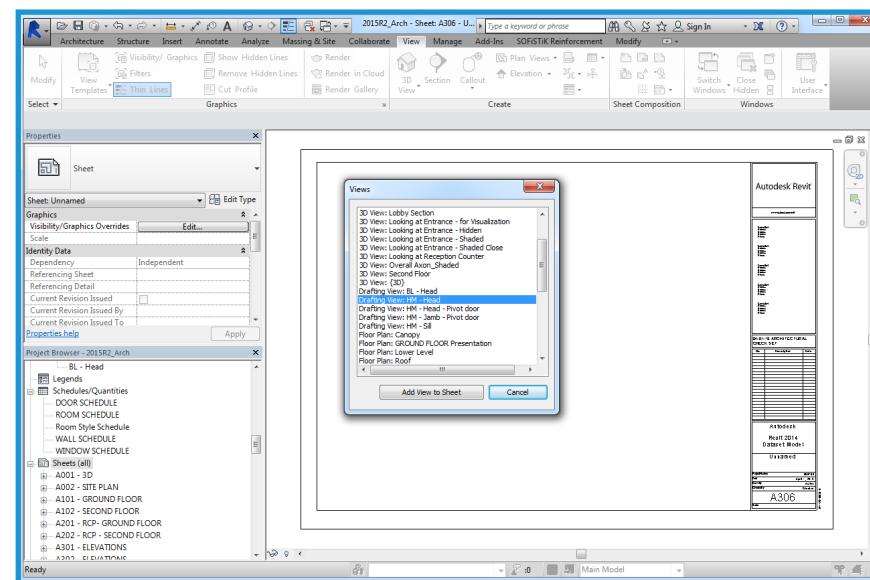 2015R2_Arch - Sheet: A306 - U...
Type a keyword or phrase
Sign In
Architecture Structure Insert Annotate Analyze Massing & Site Collaborate View Manage Add-Ins SOFiSTiK Reinforcement Modify
Modify
View Templates
Visibility/ Graphics
Filters
Thin Lines
Show Hidden Lines
Remove Hidden Lines
Cut Profile
Render
Render in Cloud
Render Gallery
3D View
Section
Callout
Plan Views
Elevation
Switch Windows
Close Hidden
User Interface
Select Graphics Create Sheet Composition Windows
Properties
Sheet
Sheet: Unnamed Edit Type
Graphics
Visibility/Graphics Overrides Edit...
Scale
Identity Data
Dependency Independent
Referencing Sheet
Referencing Detail
Current Revision Issued
Current Revision Issued By
Current Revision Issued To
Properties help Apply
Project Browser - 2015R2_Arch
BL - Head
Legends
Schedules/Quantities
DOOR SCHEDULE
ROOM SCHEDULE
Room Style Schedule
WALL SCHEDULE
WINDOW SCHEDULE
Sheets (all)
A001 - 3D
A002 - SITE PLAN
A101 - GROUND FLOOR
A102 - SECOND FLOOR
A201 - RCP- GROUND FLOOR
A202 - RCP - SECOND FLOOR
A301 - ELEVATIONS
A302 - ELEVATIONS
Views
3D View: Lobby Section
3D View: Looking at Entrance - for Visualization
3D View: Looking at Entrance - Hidden
3D View: Looking at Entrance - Shaded
3D View: Looking at Entrance - Shaded Close
3D View: Looking at Reception Counter
3D View: Overall Axon_Shaded
3D View: Second Floor
3D View: {3D}
Drafting View: BL - Head
Drafting View: HM - Head
Drafting View: HM - Head - Pivot door
Drafting View: HM - Jamb - Pivot door
Drafting View: HM - Sill
Floor Plan: Canopy
Floor Plan: GROUND FLOOR Presentation
Floor Plan: Lower Level
Floor Plan: Roof
Add View to Sheet Cancel
Autodesk Revit
Autodesk
Revit 2014
Dataset Model
Unnamed
A306
Ready
:0
Main Model